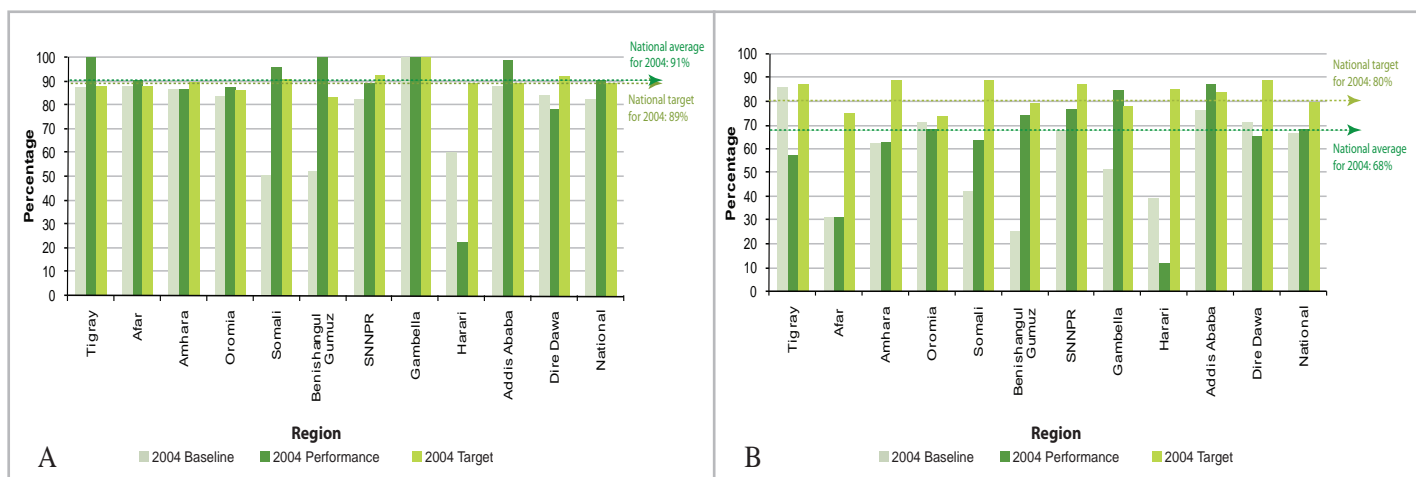 100
90
80
70
60
50
40
30
20
10
0
Percentage
National average
for 2004: 91%
National target
for 2004: 89%
Tigray
Afar
Amhara
Oromia
Somali
Benishangul
Gumuz
SNNPR
Gambella
Harari
Addis Ababa
Dire Dawa
National
Region
A
2004 Baseline
2004 Performance
2004 Target
100
90
80
70
60
50
40
30
20
10
0
Percentage
National target
for 2004: 80%
National average
for 2004: 68%
Tigray
Afar
Amhara
Oromia
Somali
Benishangul
Gumuz
SNNPR
Gambella
Harari
Addis Ababa
Dire Dawa
National
Region
B
2004 Baseline
2004 Performance
2004 Target